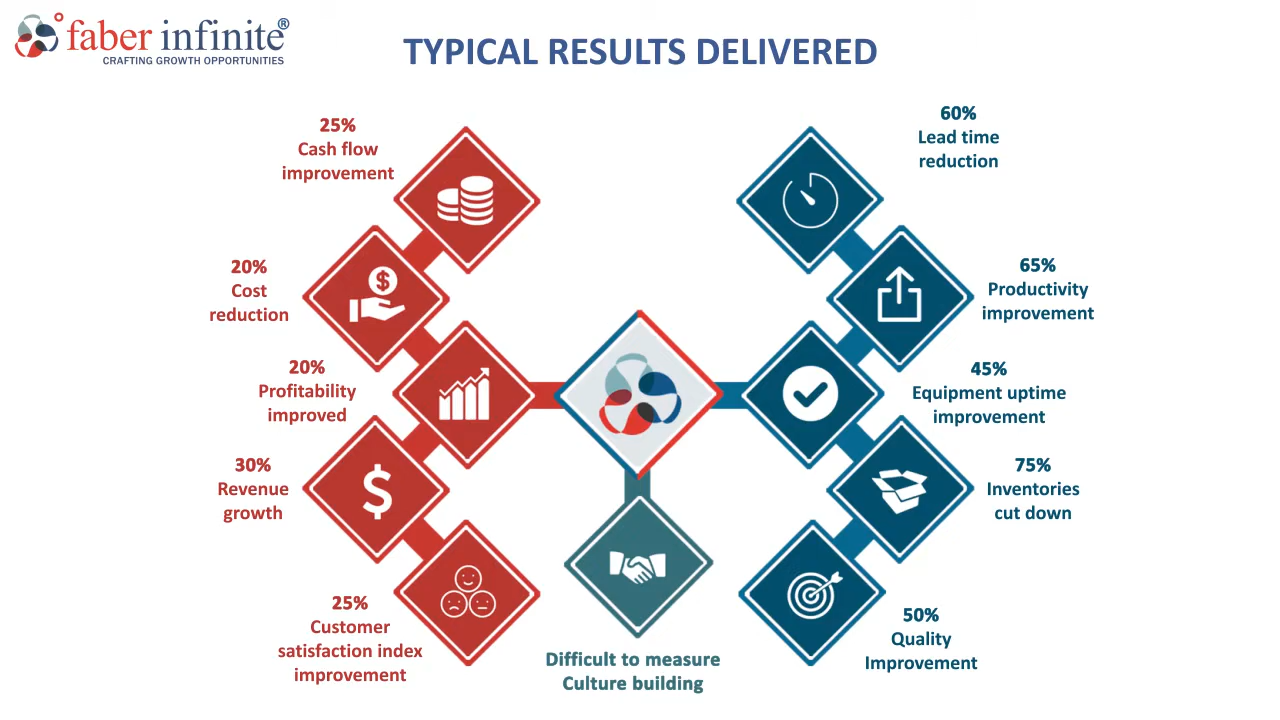 faber infinite®
CRAFTING GROWTH OPPORTUNITIES
TYPICAL RESULTS DELIVERED
25%
Cash flow
improvement
20%
Cost
reduction
$
20%
Profitability
improved
30%
Revenue
growth
$
25%
Customer
satisfaction index
improvement
60%
Lead time
reduction
65%
Productivity
improvement
45%
Equipment uptime
improvement
75%
Inventories
cut down
50%
Quality
Improvement
Difficult to measure
Culture building